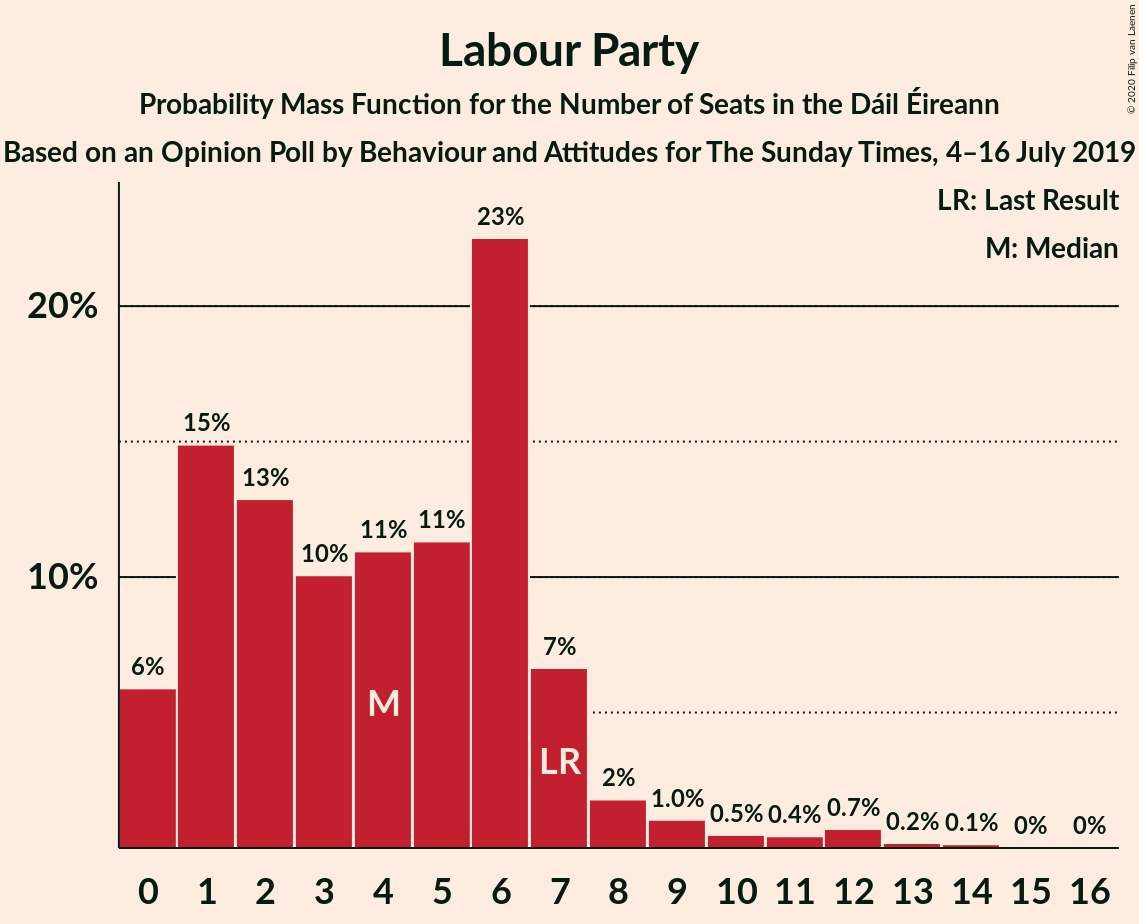 Labour Party
Probability Mass Function for the Number of Seats in the Dáil Éireann
Based on an Opinion Poll by Behaviour and Attitudes for The Sunday Times, 4–16 July 2019
© 2020 Filip van Laenen
LR: Last Result
M: Median
20%
10%
6%
15%
13%
10%
11%
11%
23%
7%
2%
1.0%
0.5%
0.4%
0.7%
0.2%
0.1%
0%
0%
M
LR
0 1 2 3 4 5 6 7 8 9 10 11 12 13 14 15 16